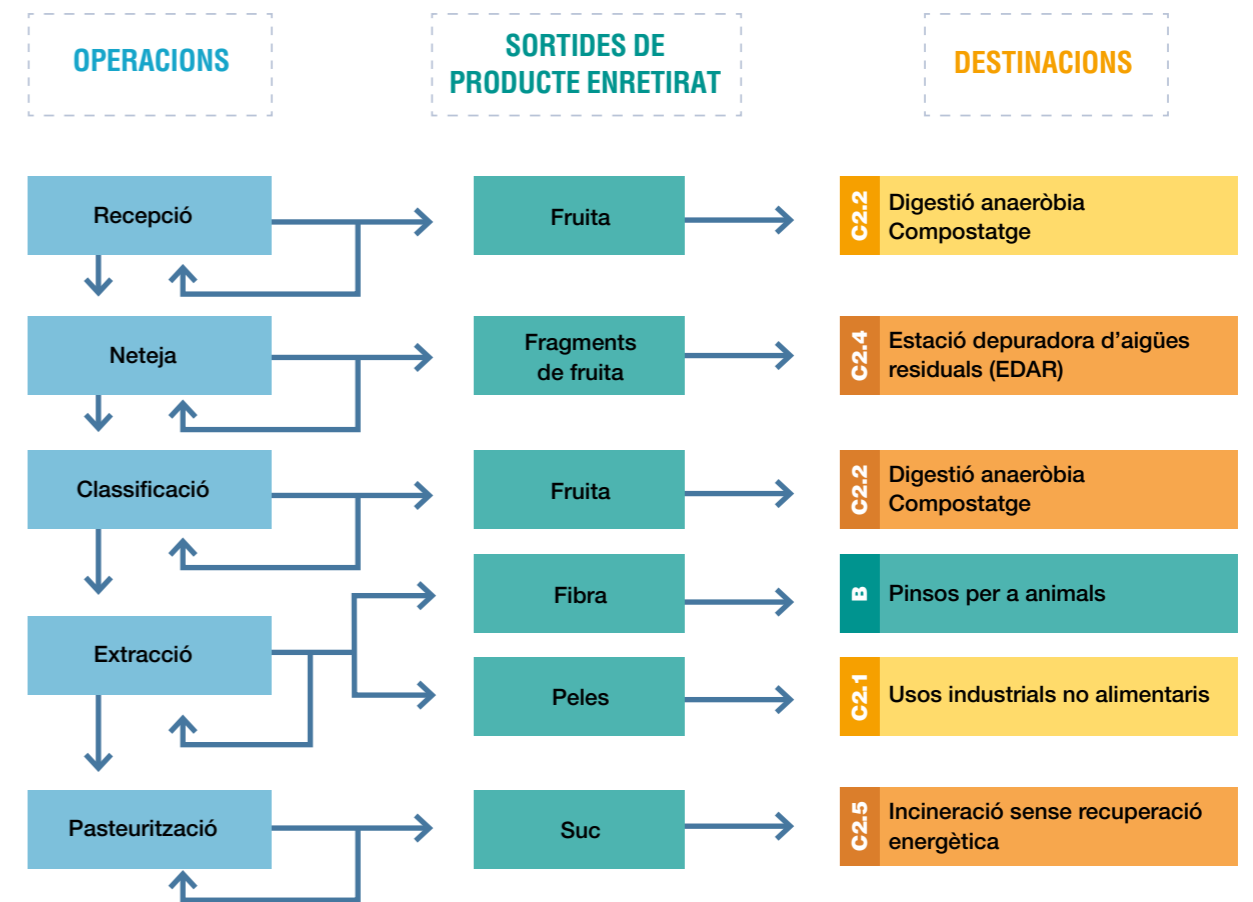 OPERACIONS
SORTIDES DE
PRODUCTE ENRETIRAT
DESTINACIONS
Recepció
Fruita
C2.2
Digestió anaeròbia
Compostatge
Neteja
Fragments
de fruita
C2.4
Estació depuradora d’aigües
residuals (EDAR)
Classificació
Fruita
C2.2
Digestió anaeròbia
Compostatge
Extracció
Fibra
B
Pinsos per a animals
Peles
C2.1
Usos industrials no alimentaris
Pasteurització
Suc
C2.5
Incineració sense recuperació
energètica